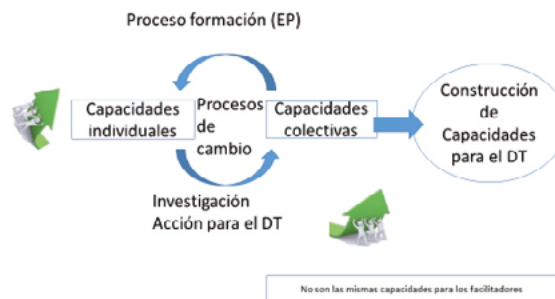 Proceso formación (EP)
Capacidades
individuales
Procesos
de
cambio
Capacidades
colectivas
Construcción
de
Capacidades
para el DT
Investigación
Acción para el DT
No son las mismas capacidades para los facilitadores